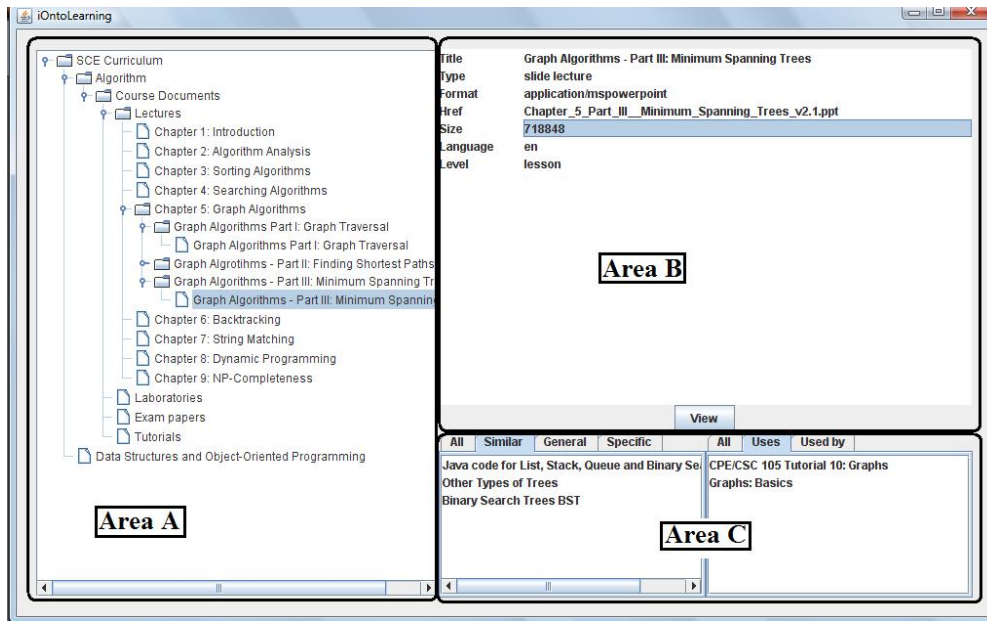 iOntoLearning
SCE Curriculum
Algorithm
Course Documents
Lectures
Chapter 1: Introduction
Chapter 2: Algorithm Analysis
Chapter 3: Sorting Algorithms
Chapter 4: Searching Algorithms
Chapter 5: Graph Algorithms
Graph Algorithms Part I: Graph Traversal
Graph Algorithms Part I: Graph Traversal
Graph Algrotihms - Part II: Finding Shortest Paths
Graph Algorithms - Part III: Minimum Spanning Tr
Graph Algorithms - Part III: Minimum Spanning
Chapter 6: Backtracking
Chapter 7: String Matching
Chapter 8: Dynamic Programming
Chapter 9: NP-Completeness
Laboratories
Exam papers
Tutorials
Data Structures and Object-Oriented Programming
Area A
Title Graph Algorithms - Part III: Minimum Spanning Trees
Type slide lecture
Format application/mspowerpoint
Href Chapter_5_Part_III__Minimum_Spanning_Trees_v2.1.ppt
Size 718848
Language en
Level lesson
Area B
View
All Similar General Specific
Java code for List, Stack, Queue and Binary Se
Other Types of Trees
Binary Search Trees BST
All Uses Used by
CPE/CSC 105 Tutorial 10: Graphs
Graphs: Basics
Area C